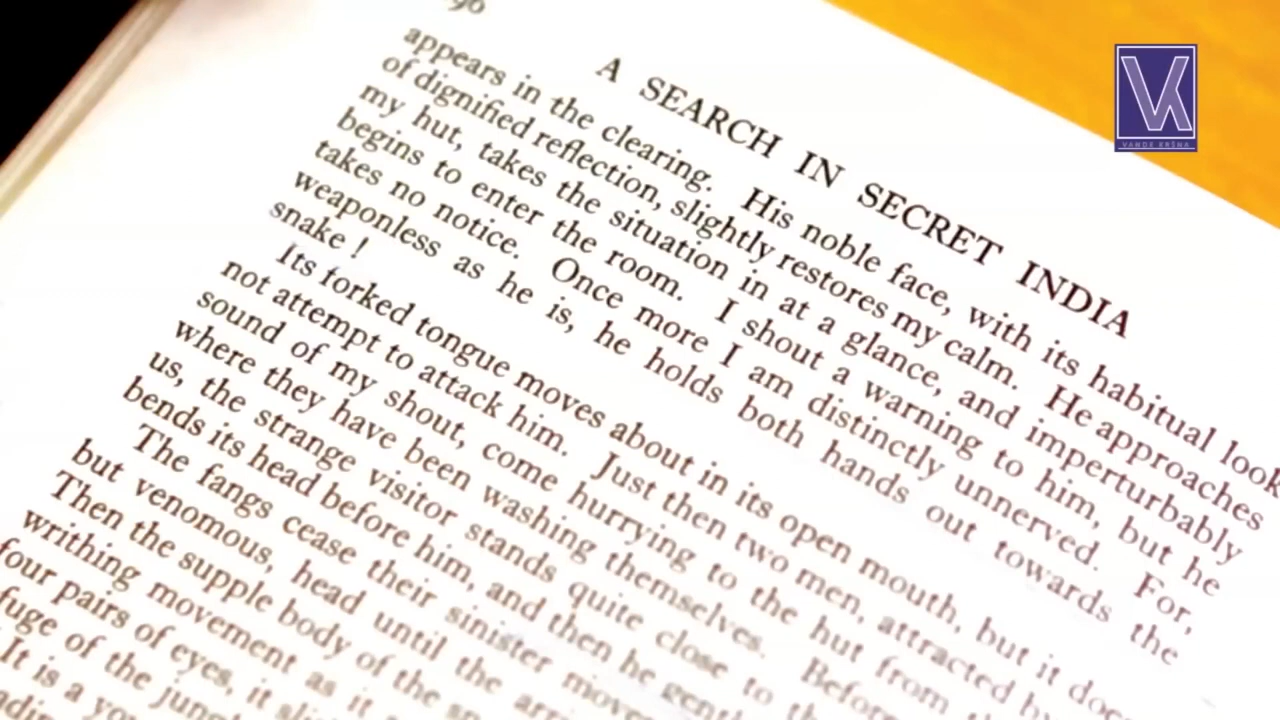 A SEARCH IN SECRET INDIA
appears in the clearing. His noble face, with its habitual look
of dignified reflection, slightly restores my calm. He approaches
my hut, takes the situation in at a glance, and imperturbably
begins to enter the room. I shout a warning to him, but he
takes no notice. Once more I am distinctly unnerved. For,
weaponless as he is, he holds both hands out towards the
snake !
Its forked tongue moves about in its open mouth, but it does
not attempt to attack him. Just then two men, attracted by
sound of my shout, come hurrying to the hut from
where they have been washing themselves. Before
us, the strange visitor stands quite close to
bends its head before him, and then he
The fangs cease their sinister
but venomous, head until the
Then the supple body of the
writhing movement as it
four pairs of eyes, it
of the
It is a
VK
VAMDK KRŠNA